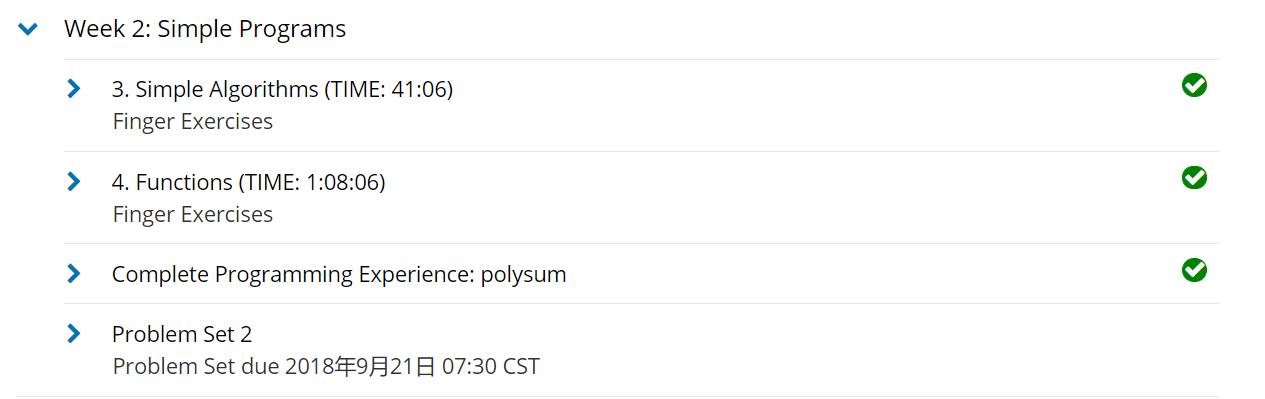 Week 2: Simple Programs
3. Simple Algorithms (TIME: 41:06)
Finger Exercises
4. Functions (TIME: 1:08:06)
Finger Exercises
Complete Programming Experience: polysum
Problem Set 2
Problem Set due 2018年9月21日 07:30 CST